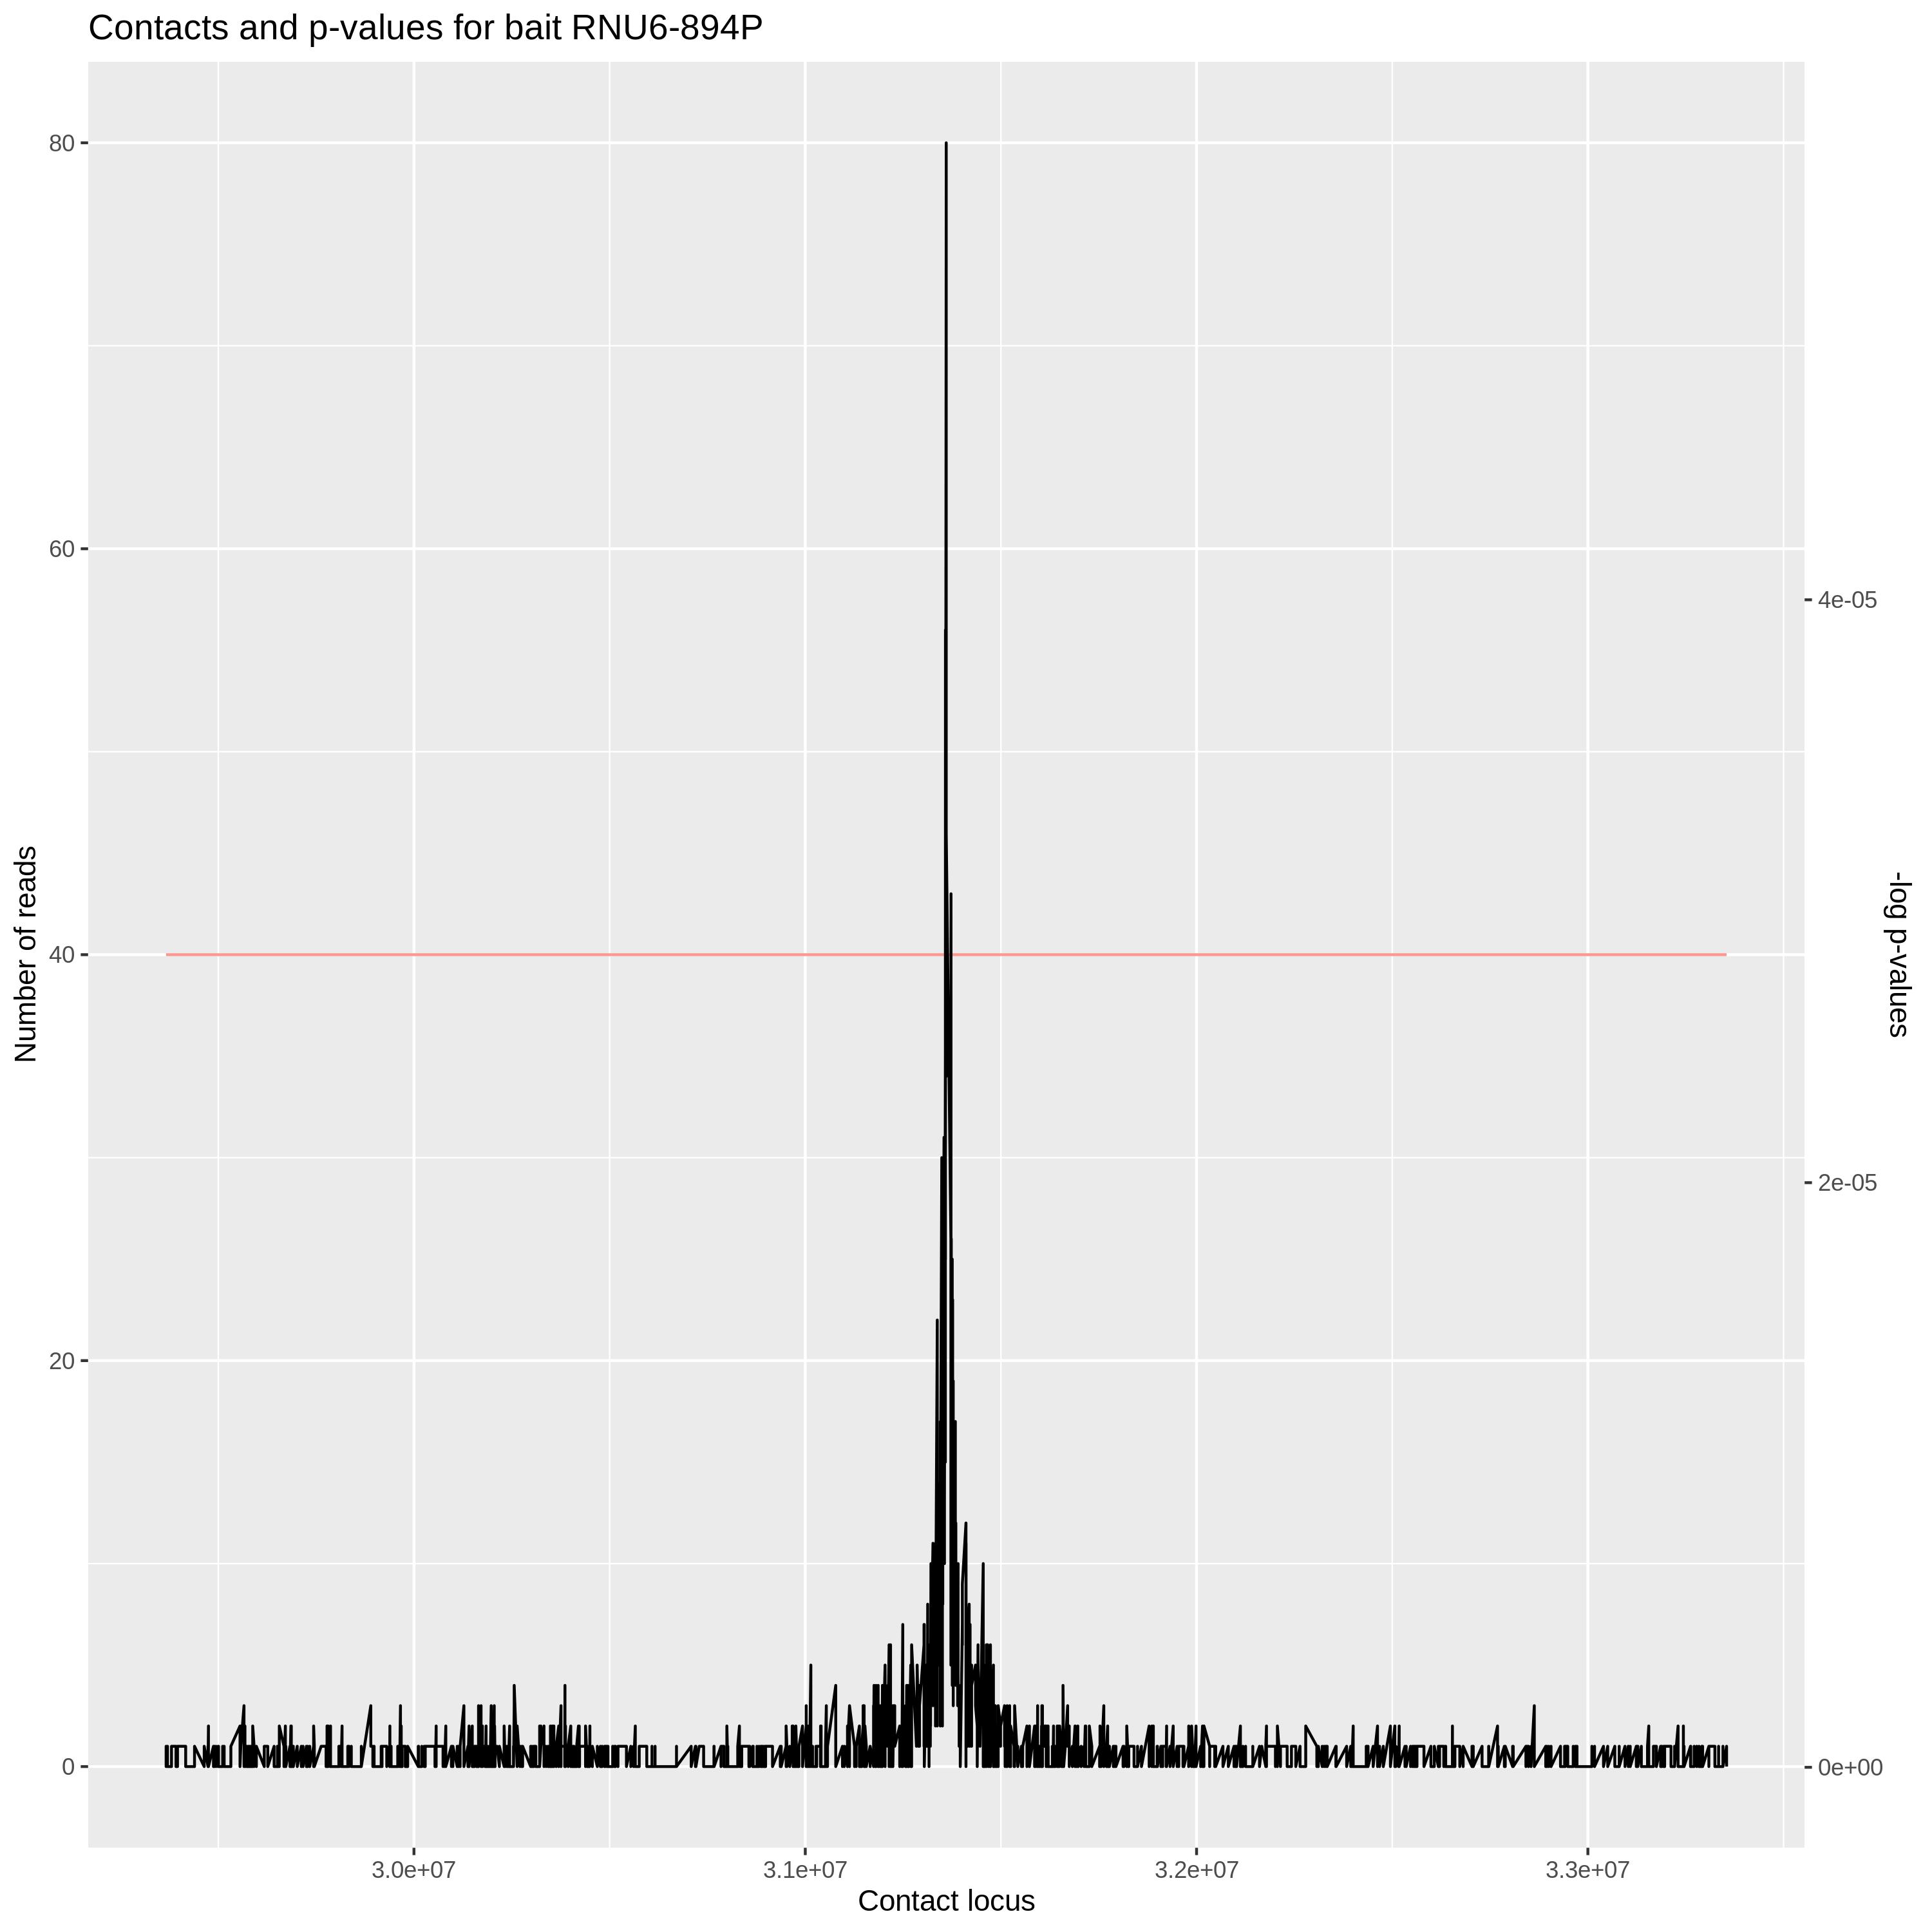 Contacts and p-values for bait RNU6-894P
80
60
40
20
0
Number of reads
4e-05
2e-05
0e+00
-log p-values
3.0e+07
3.1e+07
3.2e+07
3.3e+07
Contact locus